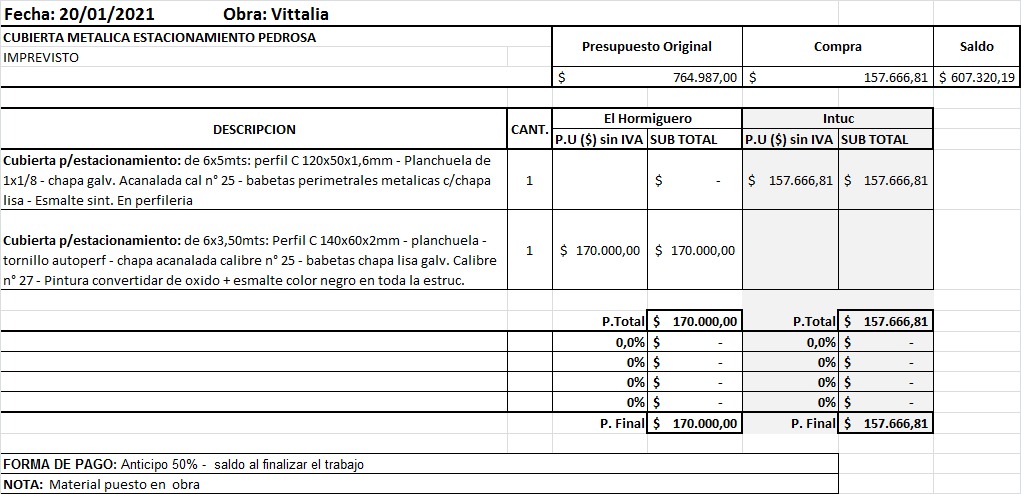 Fecha: 20/01/2021 Obra: Vittalia
CUBIERTA METALICA ESTACIONAMIENTO PEDROSA Presupuesto Original Compra Saldo
IMPREVISTO
$ 764.987,00 $ 157.666,81 $ 607.320,19
DESCRIPCION CANT. El Hormiguero Intuc
P.U ($) sin IVA SUB TOTAL P.U ($) sin IVA SUB TOTAL
Cubierta p/estacionamiento: de 6x5mts: perfil C 120x50x1,6mm - Planchuela de
1x1/8 - chapa galv. Acanalada cal n° 25 - babetas perimetrales metalicas c/chapa 1 $ - $ 157.666,81 $ 157.666,81
lisa - Esmalte sint. En perfileria
Cubierta p/estacionamiento: de 6x3,50mts: Perfil C 140x60x2mm - planchuela -
tornillo autoperf - chapa acanalada calibre n° 25 - babetas chapa lisa galv. Calibre 1 $ 170.000,00 $ 170.000,00
n° 27 - Pintura convertidar de oxido + esmalte color negro en toda la estruc.
P.Total $ 170.000,00 P.Total $ 157.666,81
0,0% $ - 0,0% $ -
0% $ - 0% $ -
0% $ - 0% $ -
0% $ - 0% $ -
P. Final $ 170.000,00 P. Final $ 157.666,81
FORMA DE PAGO: Anticipo 50% - saldo al finalizar el trabajo
NOTA: Material puesto en obra